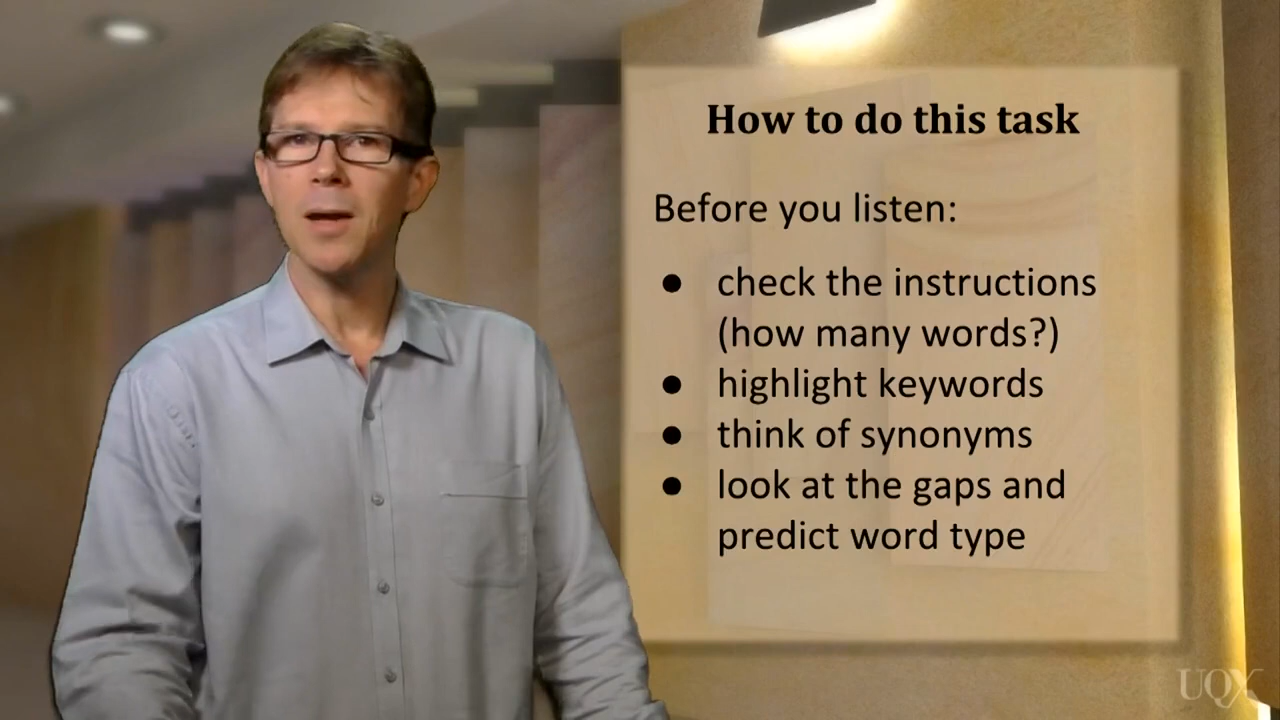 How to do this task
Before you listen:
● check the instructions
(how many words?)
● highlight keywords
● think of synonyms
● look at the gaps and
predict word type
UQX